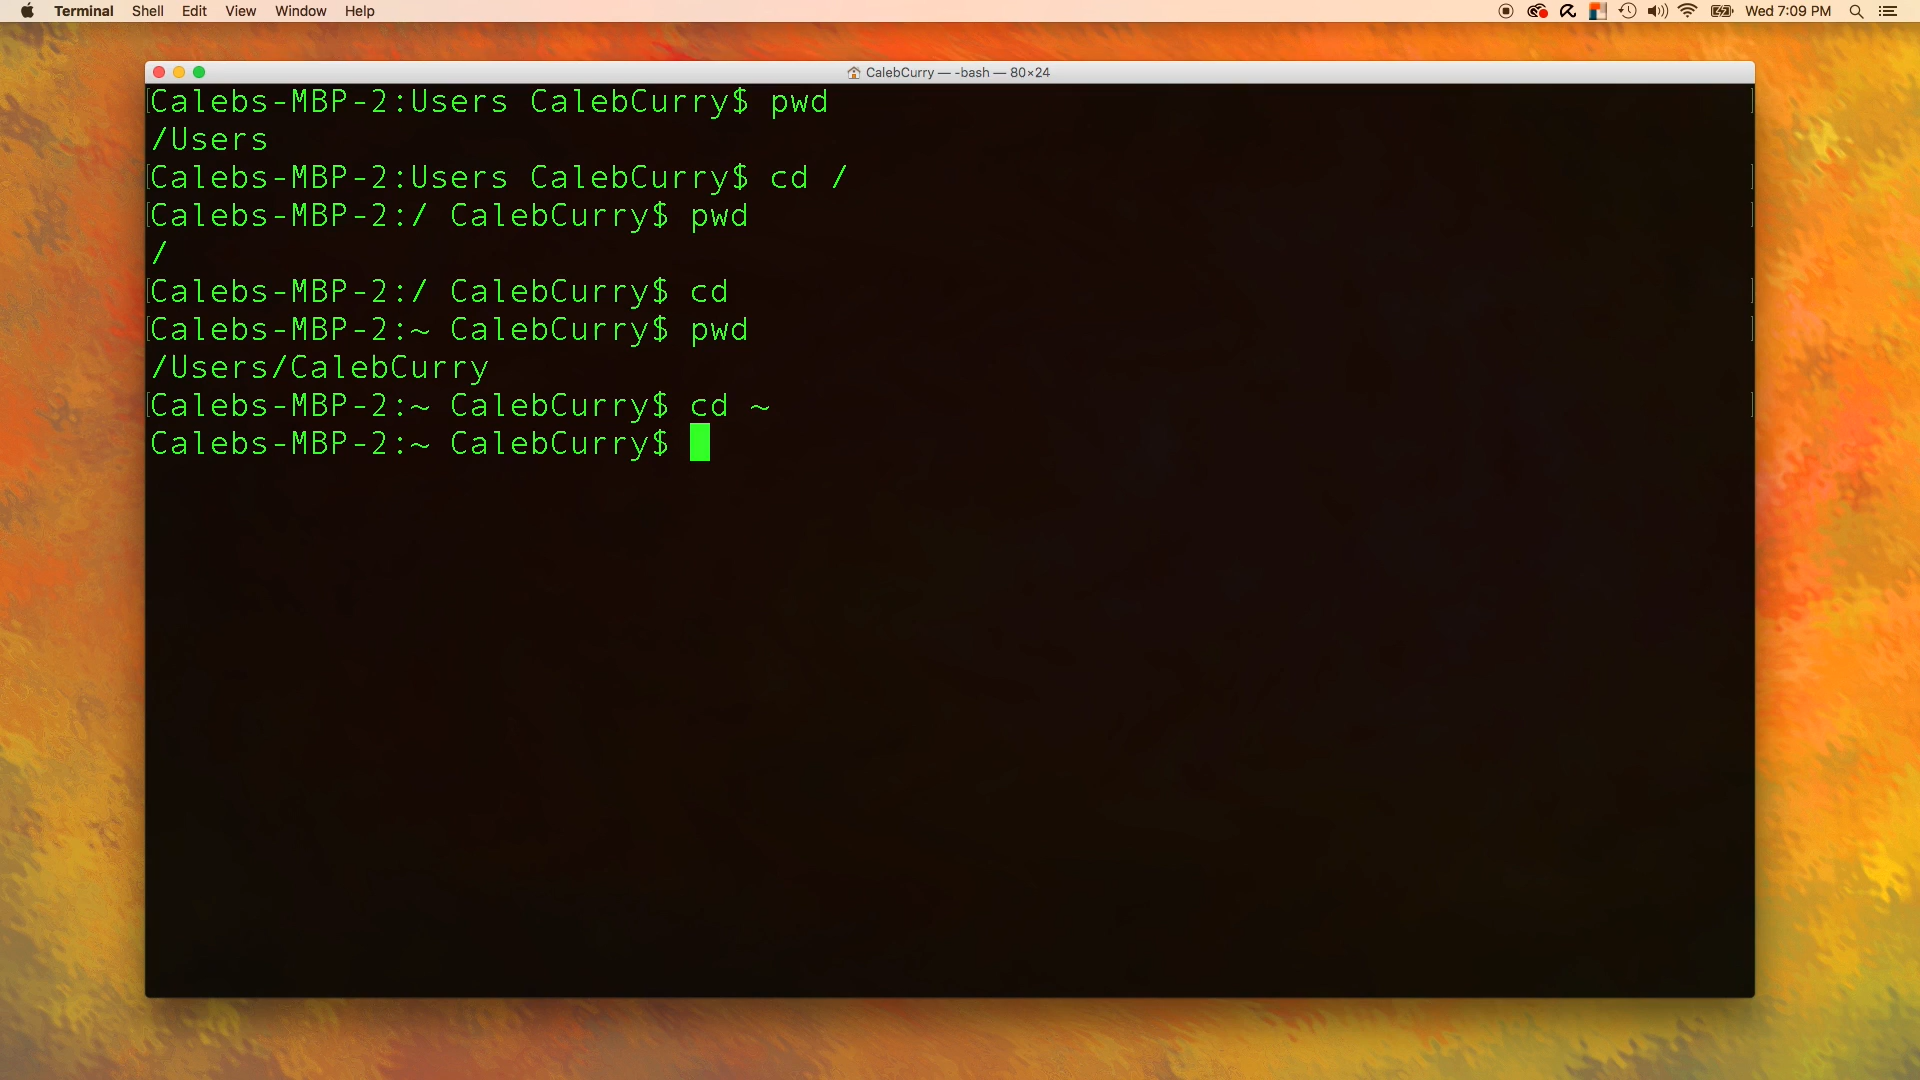 Terminal Shell Edit View Window Help Wed 7:09 PM
CalebCurry — -bash — 80×24
Calebs-MBP-2:Users CalebCurry$ pwd
/Users
Calebs-MBP-2:Users CalebCurry$ cd /
Calebs-MBP-2:/ CalebCurry$ pwd
/
Calebs-MBP-2:/ CalebCurry$ cd
Calebs-MBP-2:~ CalebCurry$ pwd
/Users/CalebCurry
Calebs-MBP-2:~ CalebCurry$ cd ~
Calebs-MBP-2:~ CalebCurry$